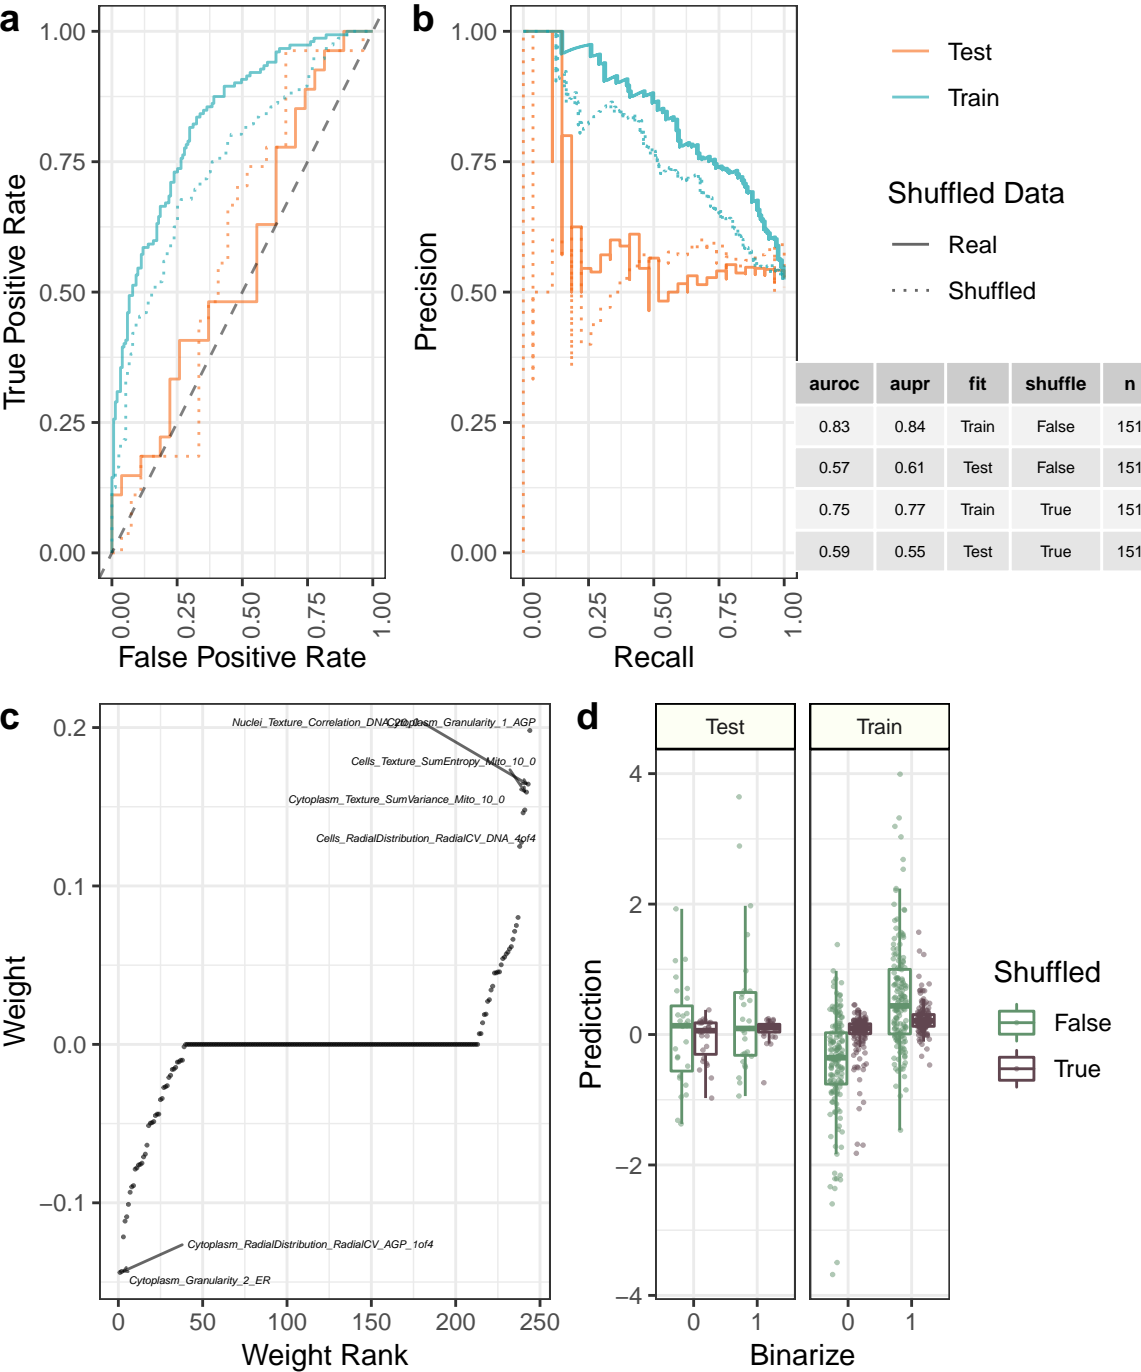 a
1.00
0.75
0.50
0.25
0.00
True Positive Rate
0.00
0.25
0.50
0.75
1.00
False Positive Rate
b
1.00
0.75
0.50
0.25
0.00
Precision
0.00
0.25
0.50
0.75
1.00
Recall
Test
Train
Shuffled Data
Real
Shuffled
auroc aupr fit shuffle n
0.83 0.84 Train False 151
0.57 0.61 Test False 151
0.75 0.77 Train True 151
0.59 0.55 Test True 151
c
0.2
0.1
0.0
−0.1
Weight
Cytoplasm_Granularity_1_AGP
Cells_Texture_SumEntropy_Mito_10_0
Cytoplasm_Texture_SumVariance_Mito_10_0
Cells_RadialDistribution_RadialCV_DNA_4of4
Cytoplasm_RadialDistribution_RadialCV_AGP_1of4
Cytoplasm_Granularity_2_ER
0 50 100 150 200 250
Weight Rank
d
Test Train
4
2
0
−2
−4
Prediction
0 1 0 1
Binarize
Shuffled
False
True